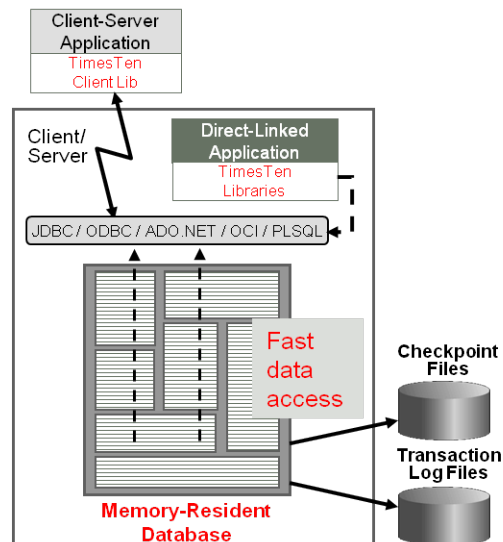 Client-Server
Application
TimesTen
Client Lib
Client/
Server
Direct-Linked
Application
TimesTen
Libraries
JDBC / ODBC / ADO.NET / OCI / PLSQL
Fast
data
access
Checkpoint
Files
Transaction
Log Files
Memory-Resident
Database